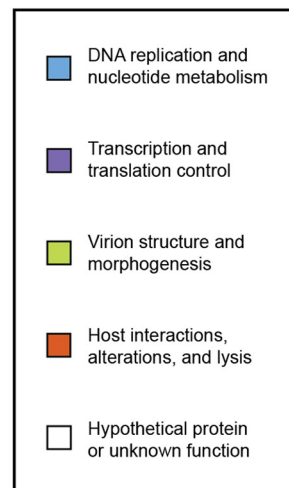 DNA replication and
nucleotide metabolism
Transcription and
translation control
Virion structure and
morphogenesis
Host interactions,
alterations, and lysis
Hypothetical protein
or unknown function